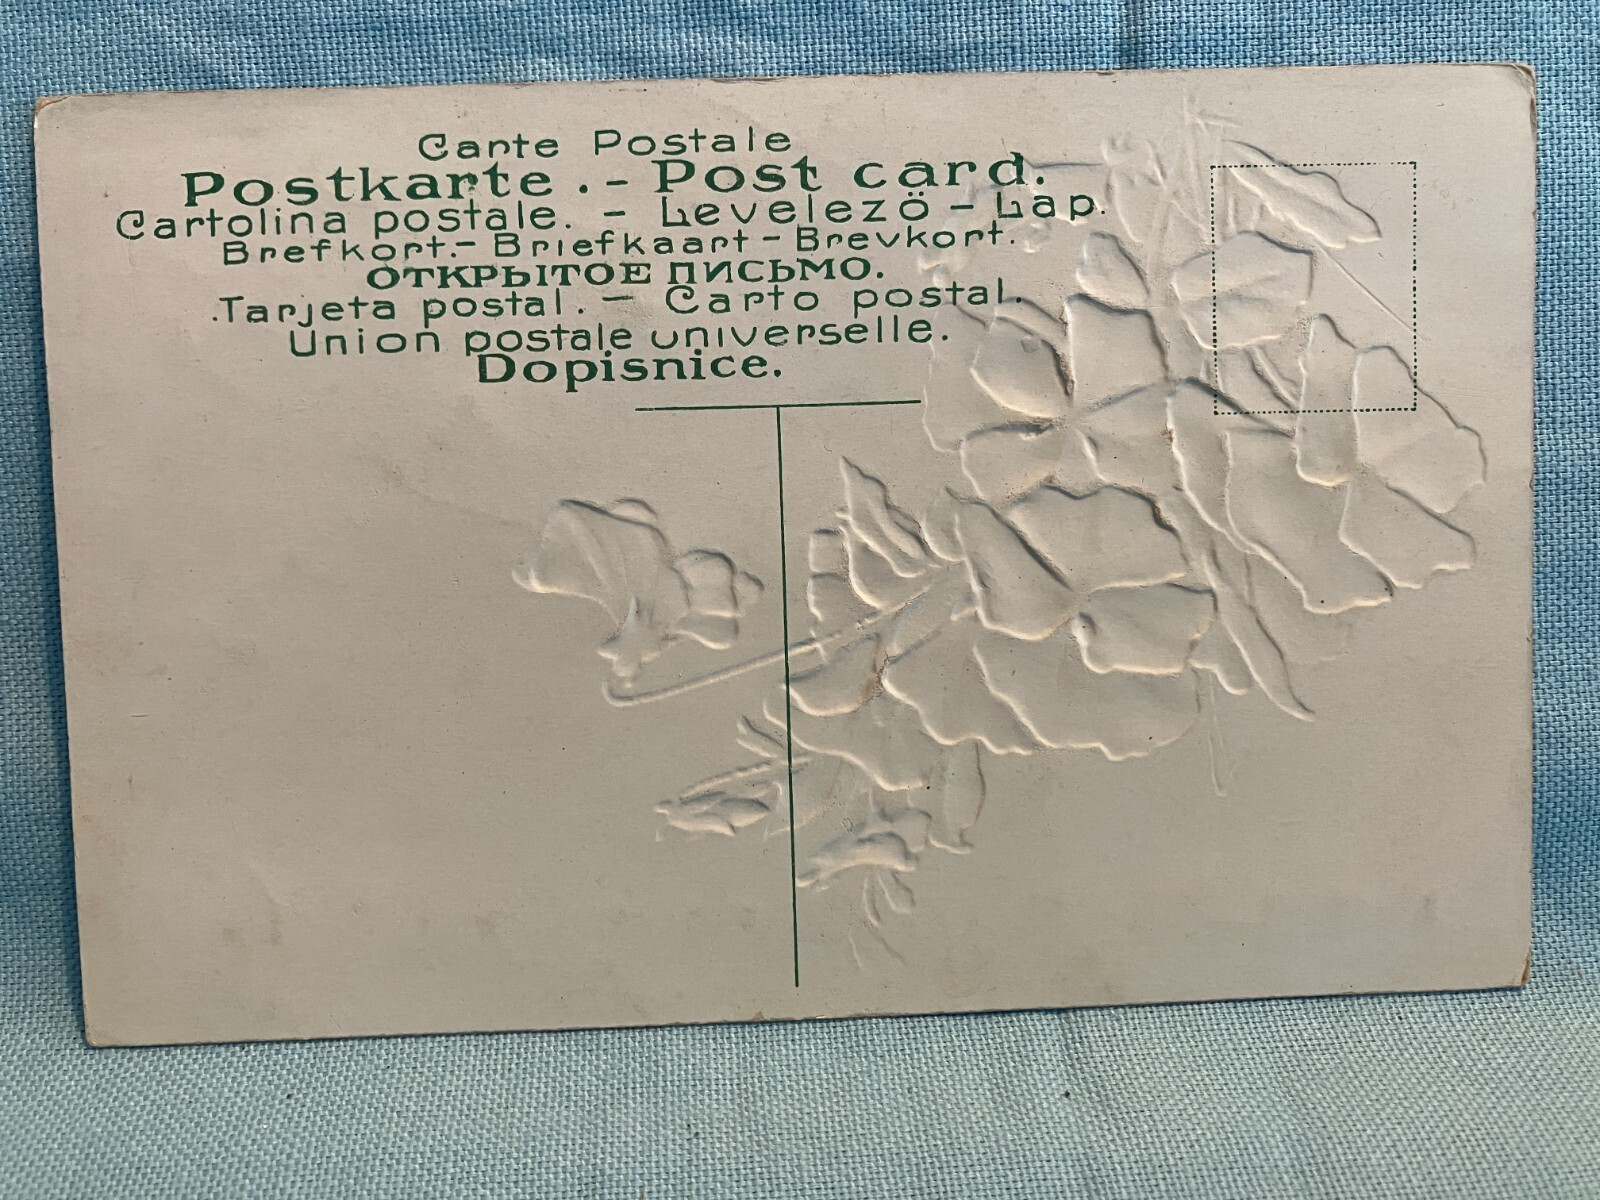 Carte Postale
Postkarte . - Post card.
Cartolina postale. - Levelezö - Lap.
Brefkort. - Briefkaart - Brevkort.
ОТКРЫТОЕ ПИСЬМО.
.Tarjeta postal. - Carto postal.
Union postale universelle.
Dopisnice.